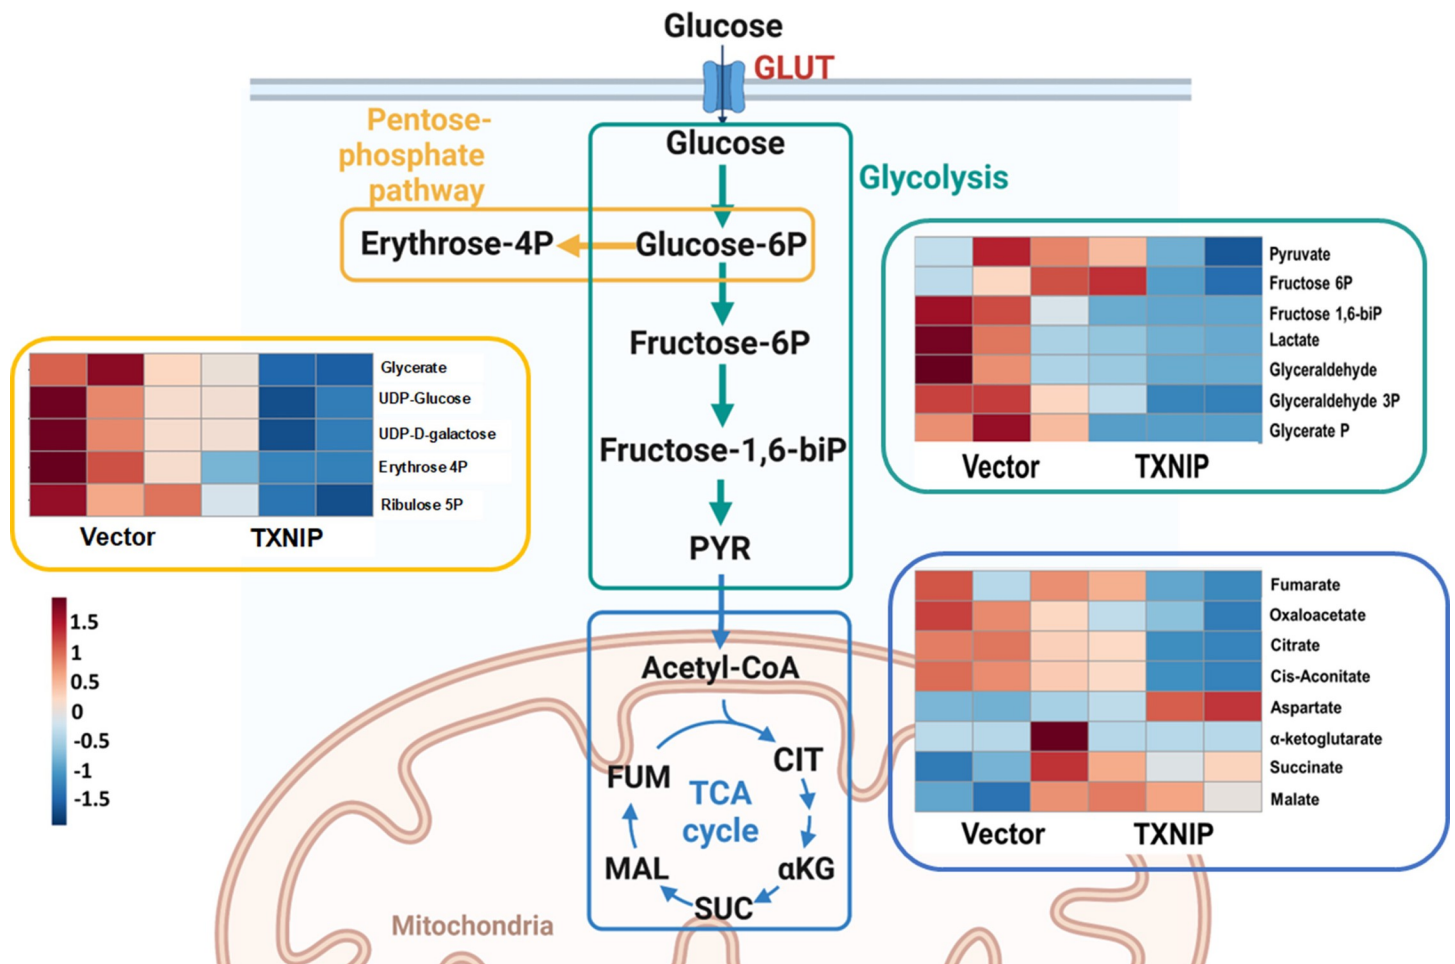 Glucose
GLUT
Pentose-
phosphate
pathway
Glucose
Glycolysis
Erythrose-4P
Glucose-6P
Fructose-6P
Fructose-1,6-biP
PYR
Pyruvate
Fructose 6P
Fructose 1,6-biP
Lactate
Glyceraldehyde
Glyceraldehyde 3P
Glycerate P
Vector
TXNIP
Glycerate
UDP-Glucose
UDP-D-galactose
Erythrose 4P
Ribulose 5P
Vector
TXNIP
1.5
1
0.5
0
-0.5
-1
-1.5
Acetyl-CoA
CIT
FUM
TCA
cycle
MAL
αKG
SUC
Mitochondria
Fumarate
Oxaloacetate
Citrate
Cis-Aconitate
Aspartate
α-ketoglutarate
Succinate
Malate
Vector
TXNIP